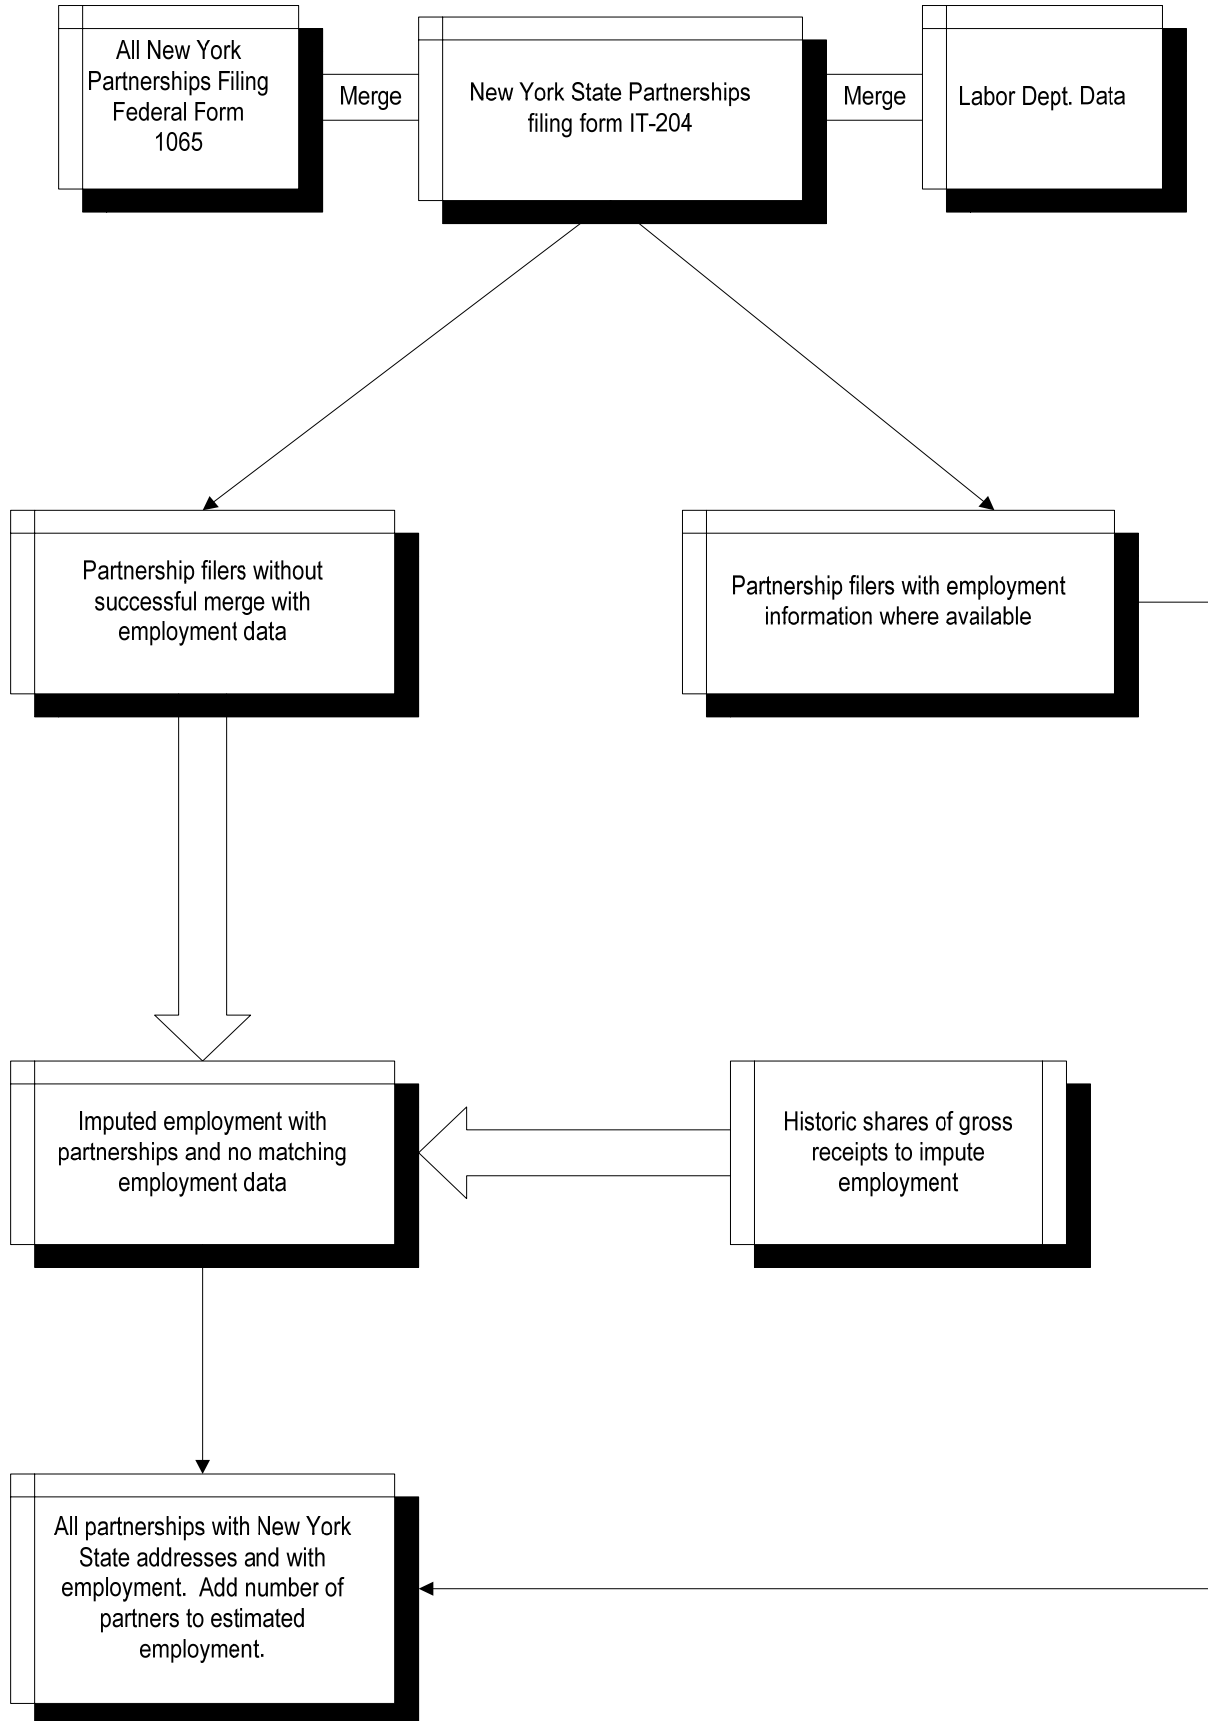 All New York
Partnerships Filing
Federal Form
1065
Merge
New York State Partnerships
filing form IT-204
Merge
Labor Dept. Data
Partnership filers without
successful merge with
employment data
Partnership filers with employment
information where available
Imputed employment with
partnerships and no matching
employment data
Historic shares of gross
receipts to impute
employment
All partnerships with New York
State addresses and with
employment.  Add number of
partners to estimated
employment.